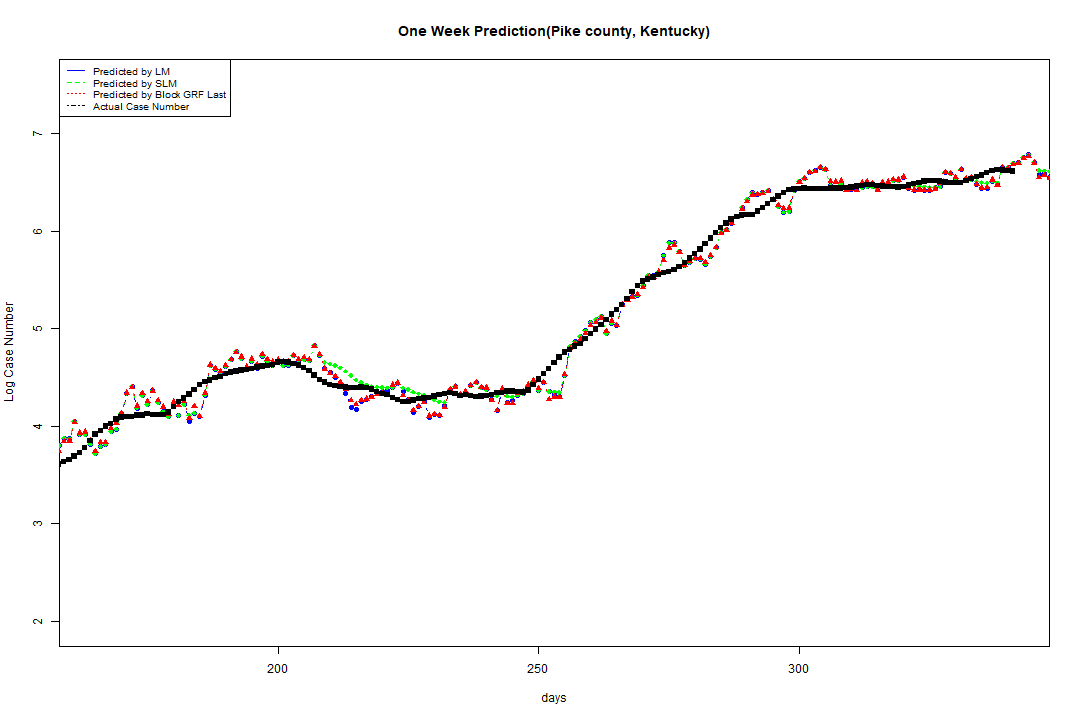 One Week Prediction(Pike county, Kentucky)
Predicted by LM
Predicted by SLM
Predicted by Block GRF Last
Actual Case Number
7
6
5
4
3
2
Log Case Number
200 250 300
days